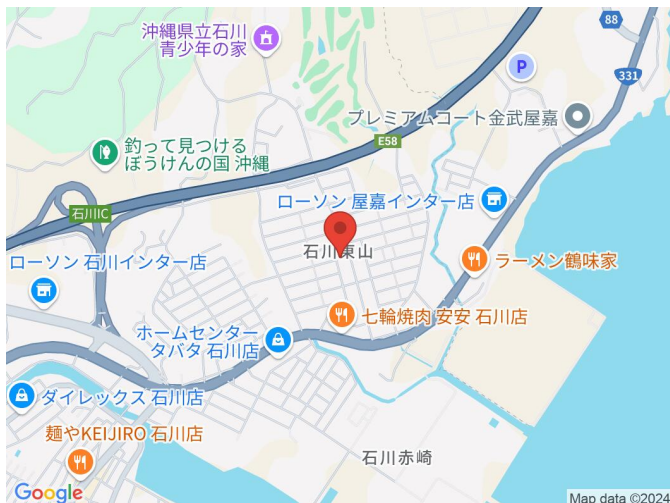 沖縄県立石川
青少年の家
88
P
331
プレミアムコート金武屋嘉
釣って見つける
ぼうけんの国 沖縄
E58
ローソン 屋嘉インター店
石川IC
石川東山
ローソン 石川インター店
ラーメン鶴味家
七輪焼肉 安安 石川店
ホームセンター
タバタ 石川店
ダイレックス 石川店
麺やKEIJIRO 石川店
石川赤崎
Google
Map data ©2024